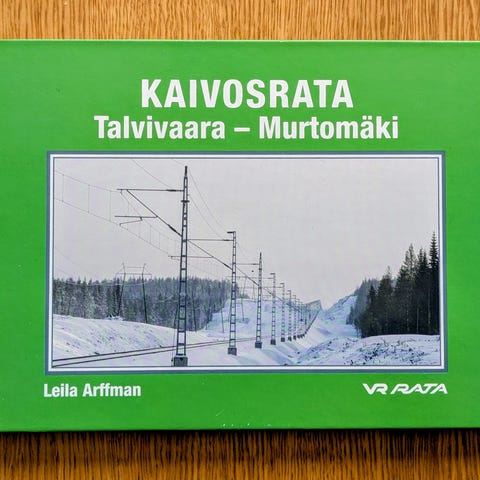 KAIVOSRATA
Talvivaara – Murtomäki
Leila Arffman
VR RATA